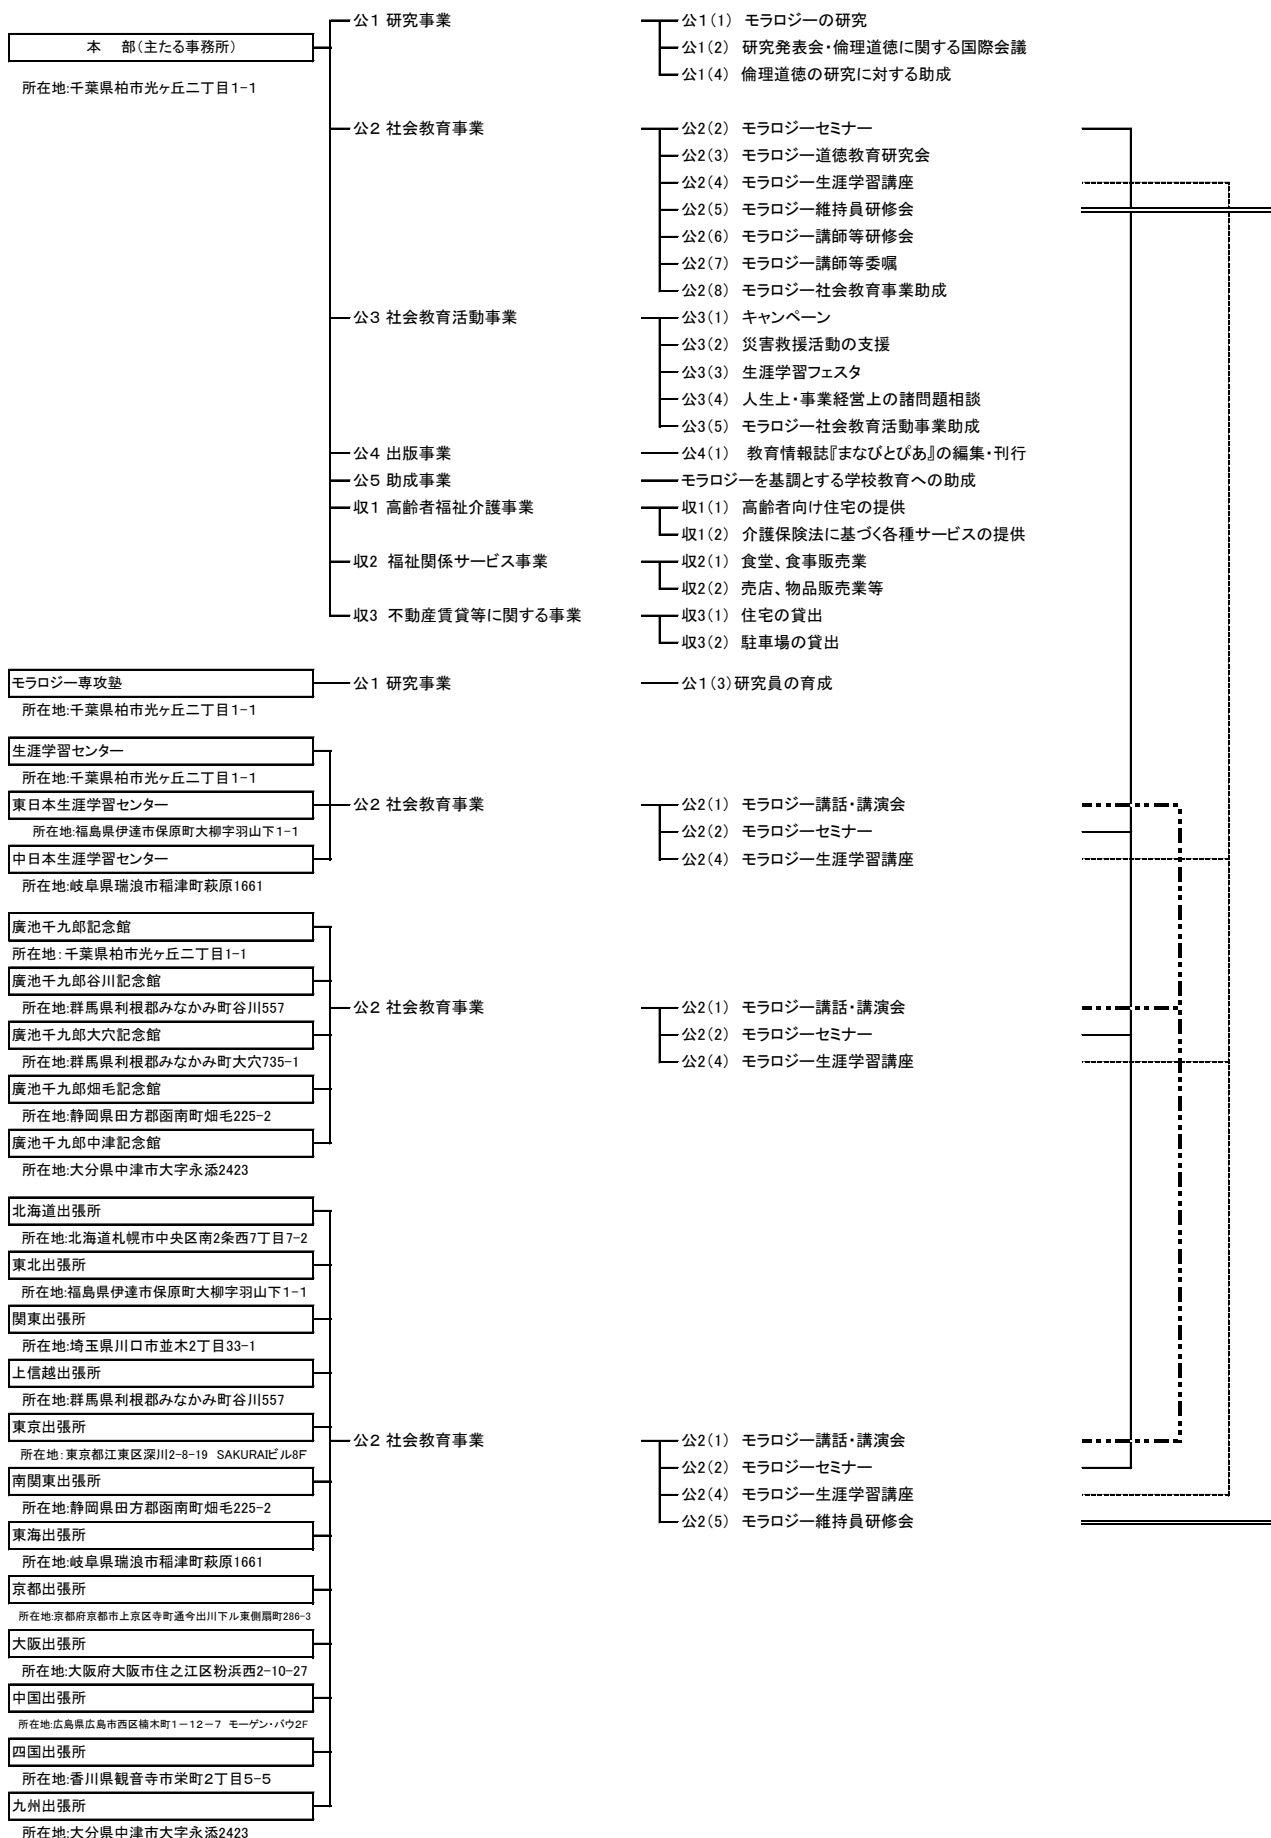 公１ 研究事業
公１(１) モラロジーの研究
本 部(主たる事務所)
公１(２) 研究発表会・倫理道徳に関する国際会議
公１(４) 倫理道徳の研究に対する助成
所在地:千葉県柏市光ヶ丘二丁目1-1
公２ 社会教育事業
公２(２) モラロジーセミナー
公２(３) モラロジー道徳教育研究会
公２(４) モラロジー生涯学習講座
公２(５) モラロジー維持員研修会
公２(６) モラロジー講師等研修会
公２(７) モラロジー講師等委嘱
公２(８) モラロジー社会教育事業助成
公３ 社会教育活動事業
公３(１) キャンペーン
公３(２) 災害救援活動の支援
公３(３) 生涯学習フェスタ
公３(４) 人生上・事業経営上の諸問題相談
公３(５) モラロジー社会教育活動事業助成
公４ 出版事業
公４(１) 教育情報誌『まなびとぴあ』の編集・刊行
公５ 助成事業
モラロジーを基調とする学校教育への助成
収１ 高齢者福祉介護事業
収１(１) 高齢者向け住宅の提供
収１(２) 介護保険法に基づく各種サービスの提供
収２ 福祉関係サービス事業
収２(１) 食堂、食事販売業
収２(２) 売店、物品販売業等
収３ 不動産賃貸等に関する事業
収３(１) 住宅の貸出
収３(２) 駐車場の貸出
モラロジー専攻塾
公１ 研究事業
公１(３)研究員の育成
所在地:千葉県柏市光ヶ丘二丁目1-1
生涯学習センター
所在地:千葉県柏市光ヶ丘二丁目1-1
東日本生涯学習センター
公２ 社会教育事業
公２(１) モラロジー講話・講演会
所在地:福島県伊達市保原町大柳字羽山下1-1
公２(２) モラロジーセミナー
中日本生涯学習センター
公２(４) モラロジー生涯学習講座
所在地:岐阜県瑞浪市稲津町萩原1661
廣池千九郎記念館
所在地:千葉県柏市光ヶ丘二丁目1-1
廣池千九郎谷川記念館
所在地:群馬県利根郡みなかみ町谷川557
公２ 社会教育事業
公２(１) モラロジー講話・講演会
廣池千九郎大穴記念館
公２(２) モラロジーセミナー
所在地:群馬県利根郡みなかみ町大穴735-1
公２(４) モラロジー生涯学習講座
廣池千九郎畑毛記念館
所在地:静岡県田方郡函南町畑毛225-2
廣池千九郎中津記念館
所在地:大分県中津市大字永添2423
北海道出張所
所在地:北海道札幌市中央区南2条西7丁目7-2
東北出張所
所在地:福島県伊達市保原町大柳字羽山下1-1
関東出張所
所在地:埼玉県川口市並木2丁目33-1
上信越出張所
所在地:群馬県利根郡みなかみ町谷川557
東京出張所
公２ 社会教育事業
公２(１) モラロジー講話・講演会
所在地:東京都江東区深川2-8-19 SAKURAIビル8F
公２(２) モラロジーセミナー
南関東出張所
公２(４) モラロジー生涯学習講座
所在地:静岡県田方郡函南町畑毛225-2
公２(５) モラロジー維持員研修会
東海出張所
所在地:岐阜県瑞浪市稲津町萩原1661
京都出張所
所在地:京都府京都市上京区寺町通今出川下ル東側扇町286-3
大阪出張所
所在地:大阪府大阪市住之江区粉浜西2-10-27
中国出張所
所在地:広島県広島市西区楠木町１－１２－７ モーゲン・バウ2F
四国出張所
所在地:香川県観音寺市栄町２丁目５-５
九州出張所
所在地:大分県中津市大字永添2423